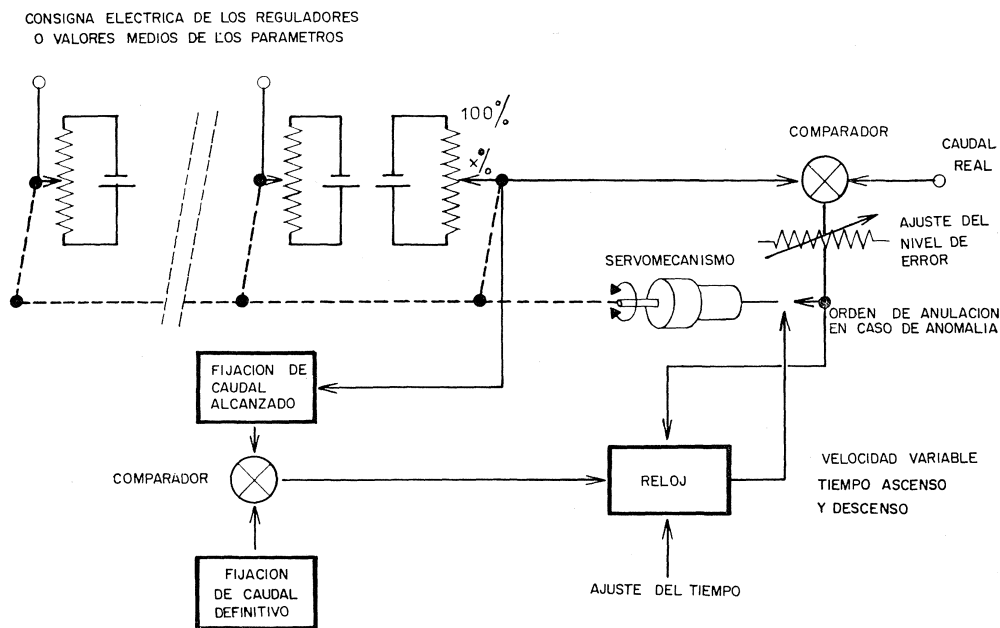 CONSIGNA ELECTRICA DE LOS REGULADORES
O VALORES MEDIOS DE LOS PARAMETROS
100%
x%
COMPARADOR
CAUDAL
REAL
AJUSTE DEL
NIVEL DE
ERROR
SERVOMECANISMO
ORDEN DE ANULACION
EN CASO DE ANOMALIA
FIJACION DE
CAUDAL
ALCANZADO
COMPARADOR
RELOJ
VELOCIDAD VARIABLE
TIEMPO ASCENSO
Y DESCENSO
FIJACION
DE CAUDAL
DEFINITIVO
AJUSTE DEL TIEMPO